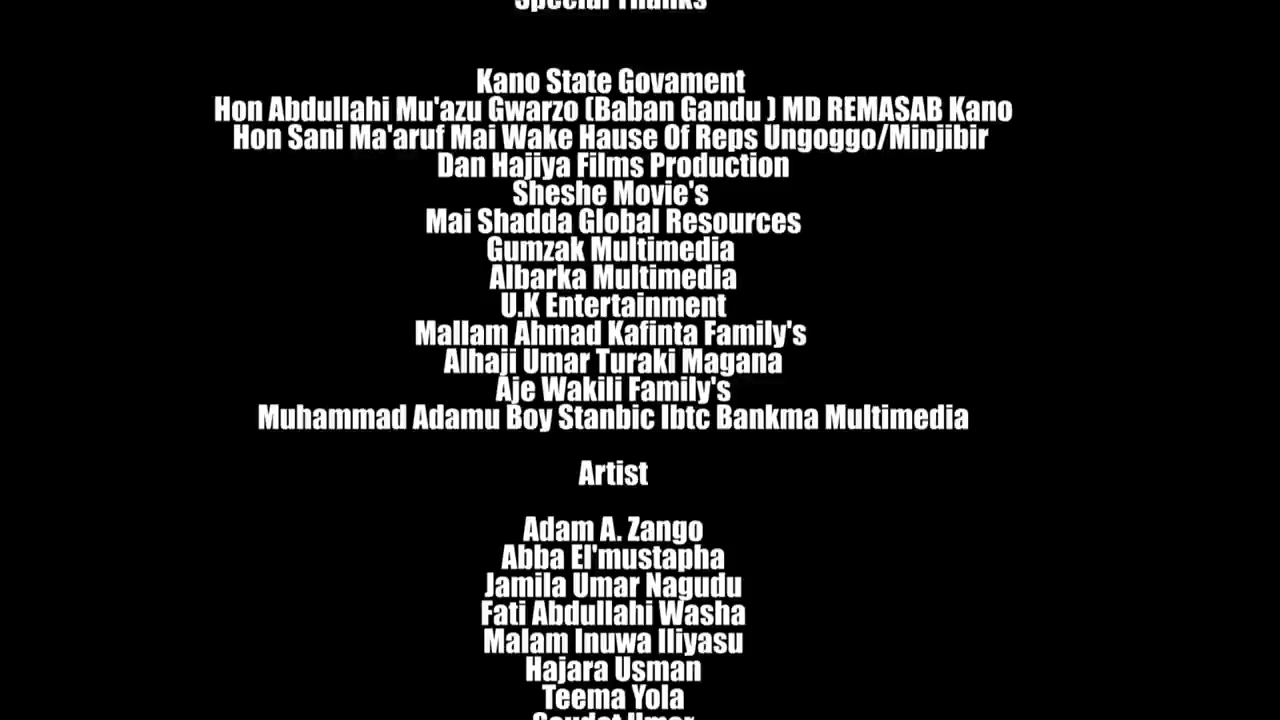 Special Thanks
Kano State Govament
Hon Abdullahi Mu'azu Gwarzo (Baban Gandu ) MD REMASAB Kano
Hon Sani Ma'aruf Mai Wake Hause Of Reps Ungoggo/Minjibir
Dan Hajiya Films Production
Sheshe Movie's
Mai Shadda Global Resources
Gumzak Multimedia
Albarka Multimedia
U.K Entertainment
Mallam Ahmad Kafinta Family's
Alhaji Umar Turaki Magana
Aje Wakili Family's
Muhammad Adamu Boy Stanbic Ibtc Bankma Multimedia
Artist
Adam A. Zango
Abba El'mustapha
Jamila Umar Nagudu
Fati Abdullahi Washa
Malam Inuwa Iliyasu
Hajara Usman
Teema Yola
Umar